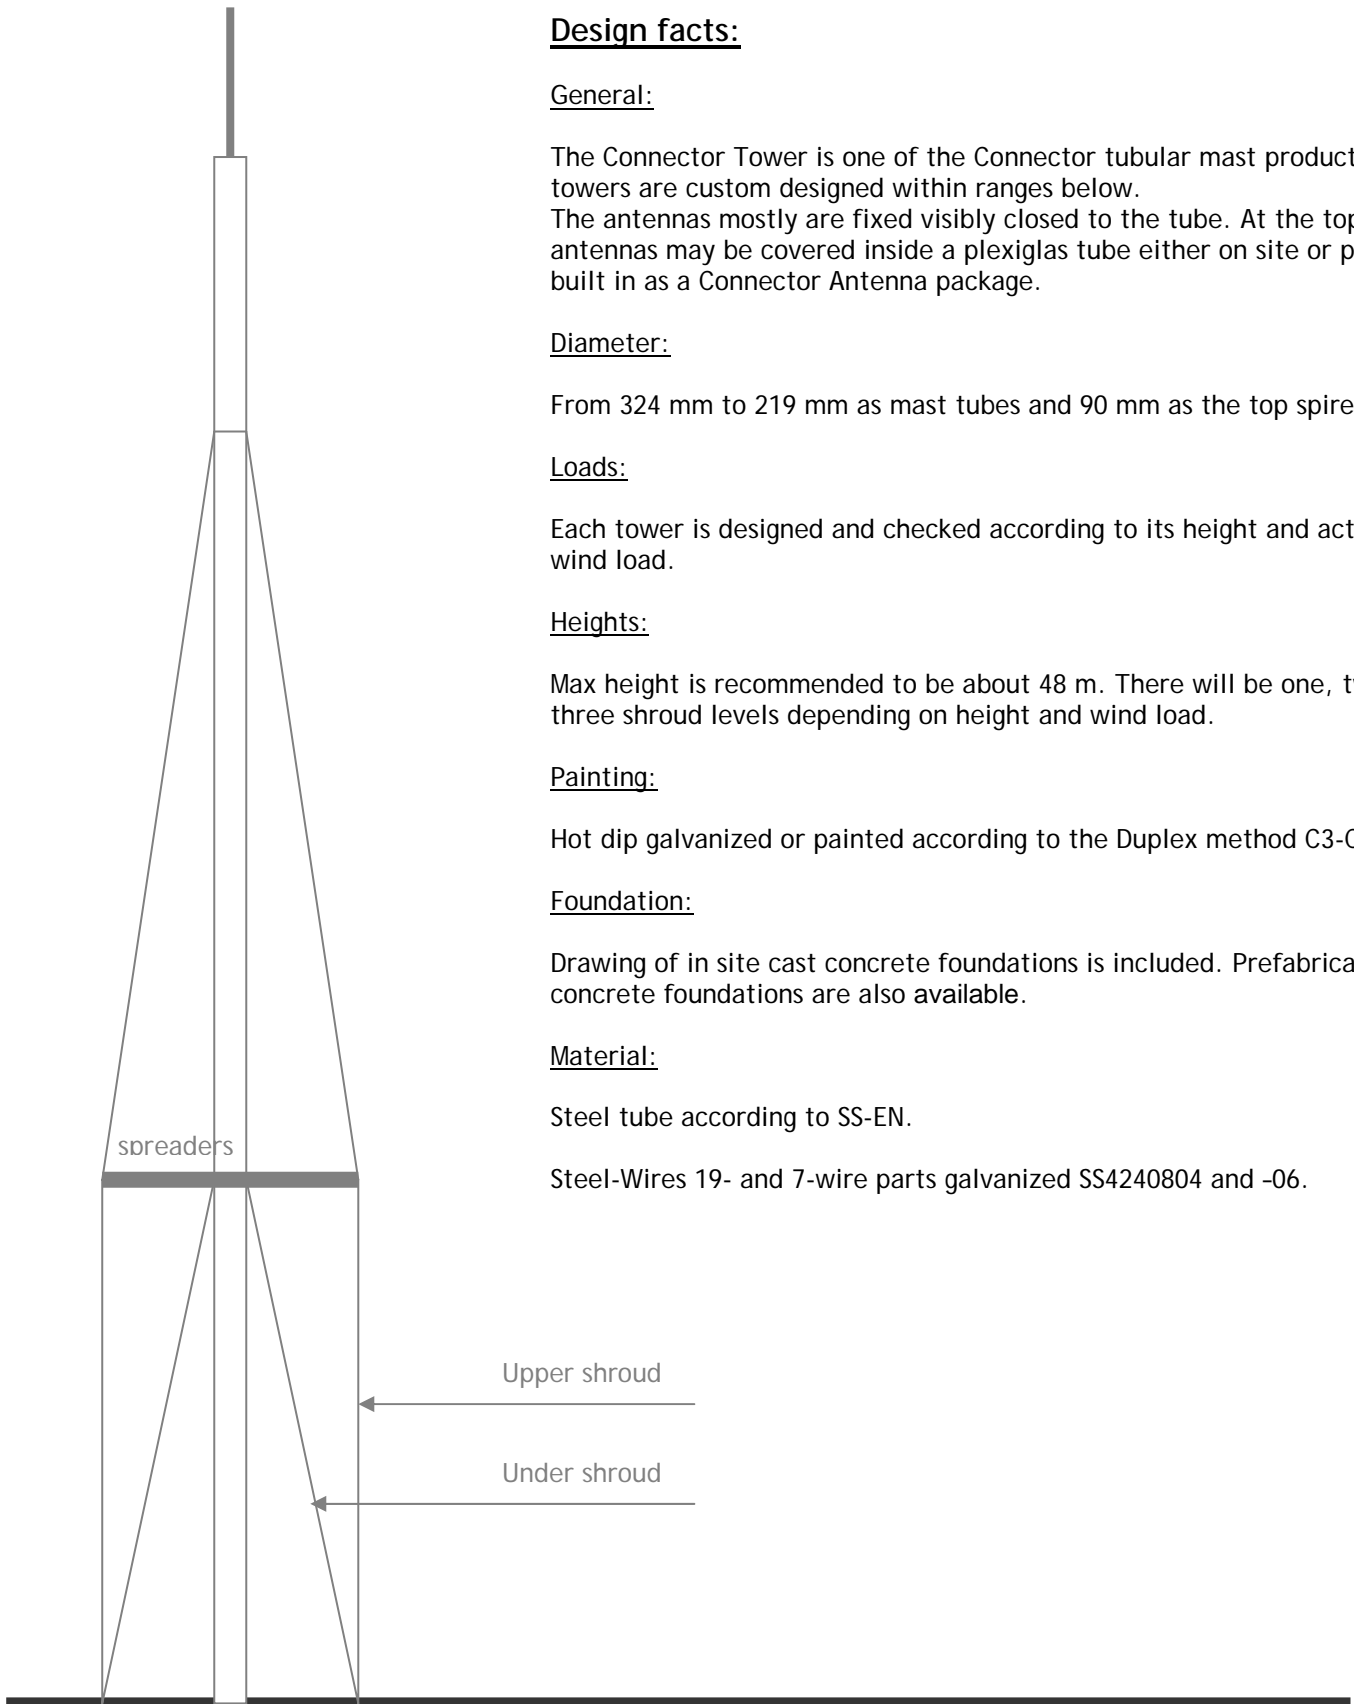 Design facts:
General:
The Connector Tower is one of the Connector tubular mast product
towers are custom designed within ranges below.
The antennas mostly are fixed visibly closed to the tube. At the top
antennas may be covered inside a plexiglas tube either on site or p
built in as a Connector Antenna package.
Diameter:
From 324 mm to 219 mm as mast tubes and 90 mm as the top spire
Loads:
Each tower is designed and checked according to its height and act
wind load.
Heights:
Max height is recommended to be about 48 m. There will be one,
three shroud levels depending on height and wind load.
Painting:
Hot dip galvanized or painted according to the Duplex method
Foundation:
Drawing of in site cast concrete foundations is included. Prefabrica
concrete foundations are also available.
Material:
Steel tube according to SS-EN.
spreaders
Steel-Wires 19- and 7-wire parts galvanized SS4240804 and –06.
Upper shroud
Under shroud